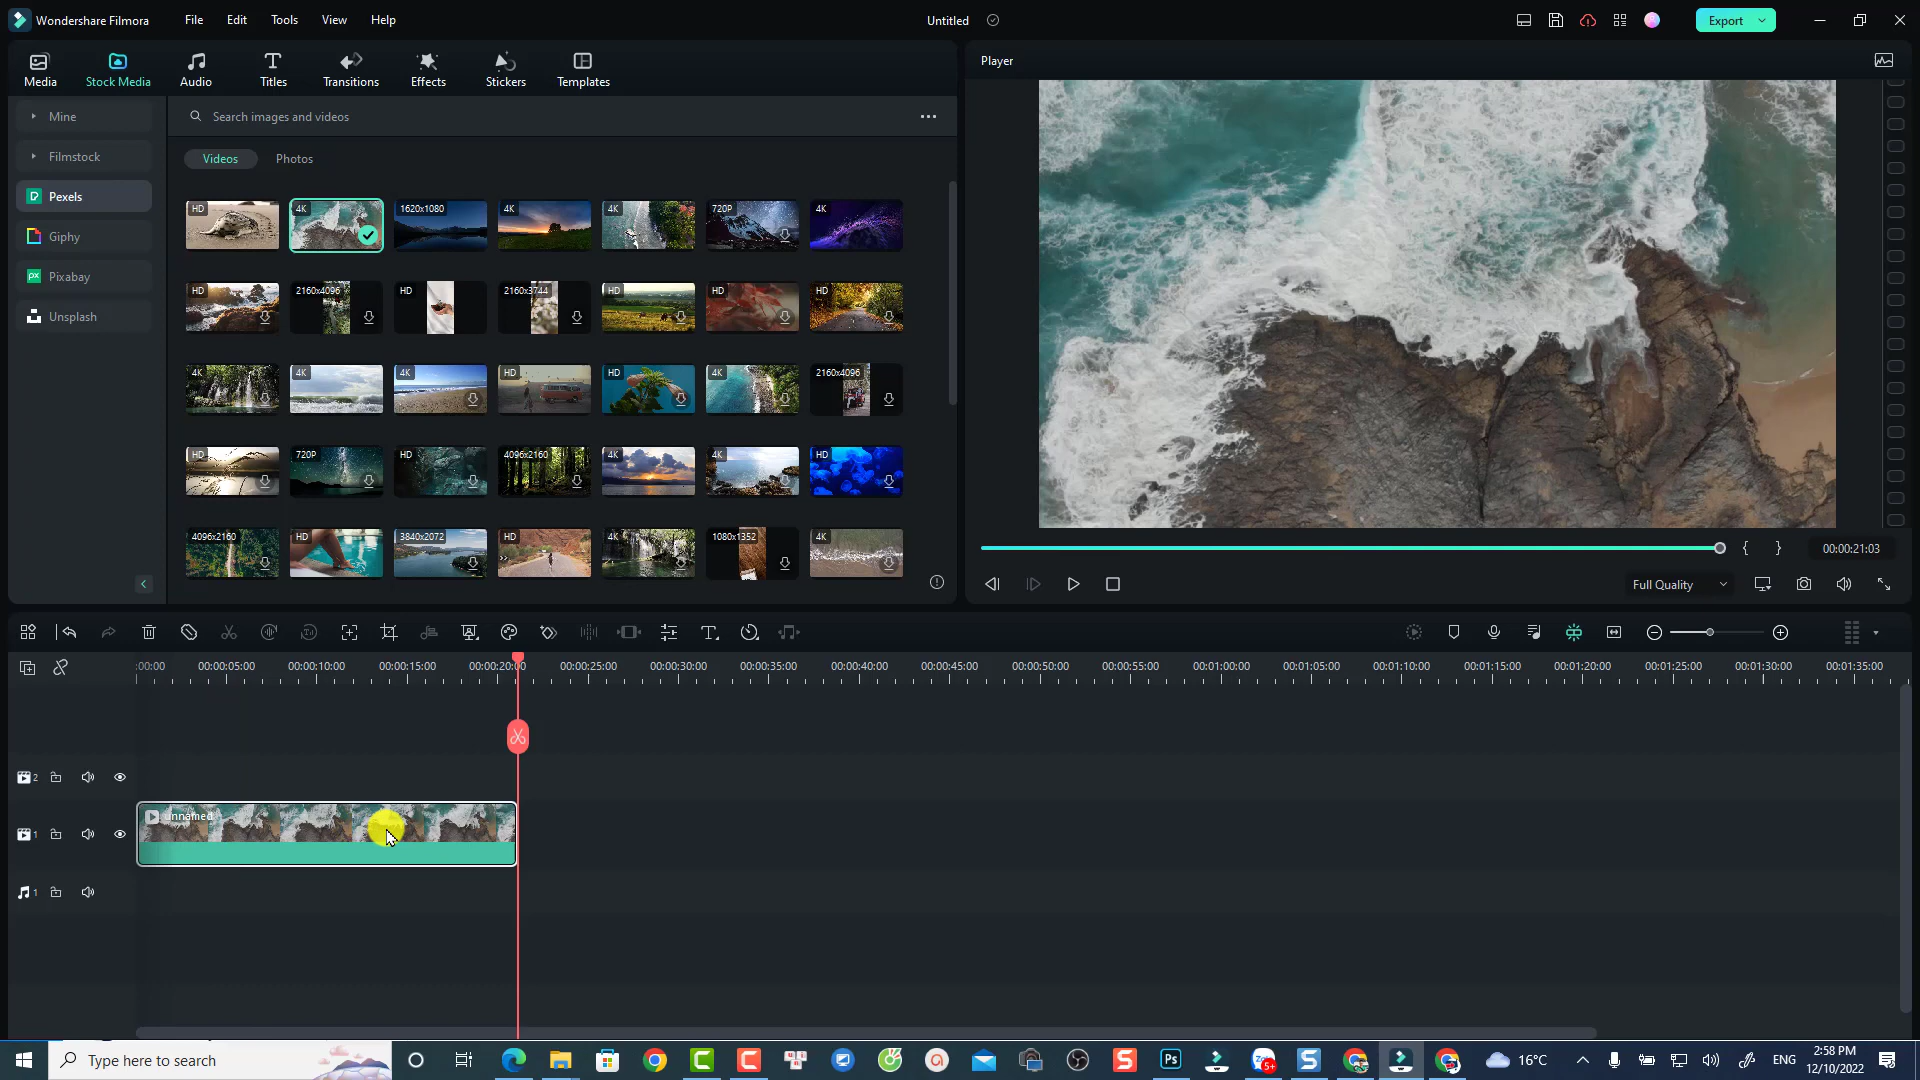 Wondershare Filmora
File Edit Tools View Help
Untitled
Export
Media Stock Media Audio Titles Transitions Effects Stickers Templates
Player
Mine
Filmstock
Pexels
Giphy
Pixabay
Unsplash
Search images and videos
Videos Photos
HD 4K 1620x1080 4K 4K 720P 4K
HD 2160x4096 HD 2160x3744 HD HD HD
4K 4K 4K HD HD 4K 2160x4096
HD 720P HD 4096x2160 4K 4K HD
4096x2160 HD 3840x2072 HD 4K 1080x1352 4K
{ } 00:00:21:03
Full Quality
:00:00 00:00:05:00 00:00:10:00 00:00:15:00 00:00:20:00 00:00:25:00 00:00:30:00 00:00:35:00 00:00:40:00 00:00:45:00 00:00:50:00 00:00:55:00 00:01:00:00 00:01:05:00 00:01:10:00 00:01:15:00 00:01:20:00 00:01:25:00 00:01:30:00 00:01:35:00
2
unnamed
1
1
Type here to search
Ps
5+
16°C
ENG
2:58 PM
12/10/2022